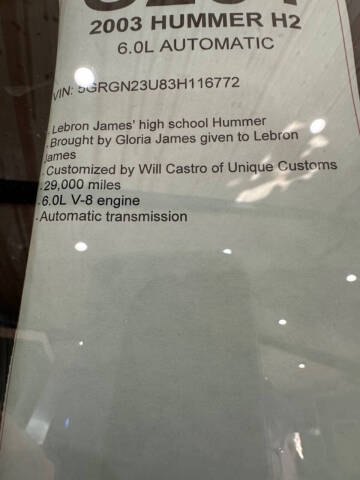 2003 HUMMER H2
6.0L AUTOMATIC
VIN: 5GRGN23U83H116772
. Lebron James' high school Hummer
. Brought by Gloria James given to Lebron
James
. Customized by Will Castro of Unique Customs
. 29,000 miles
. 6.0L V-8 engine
. Automatic transmission